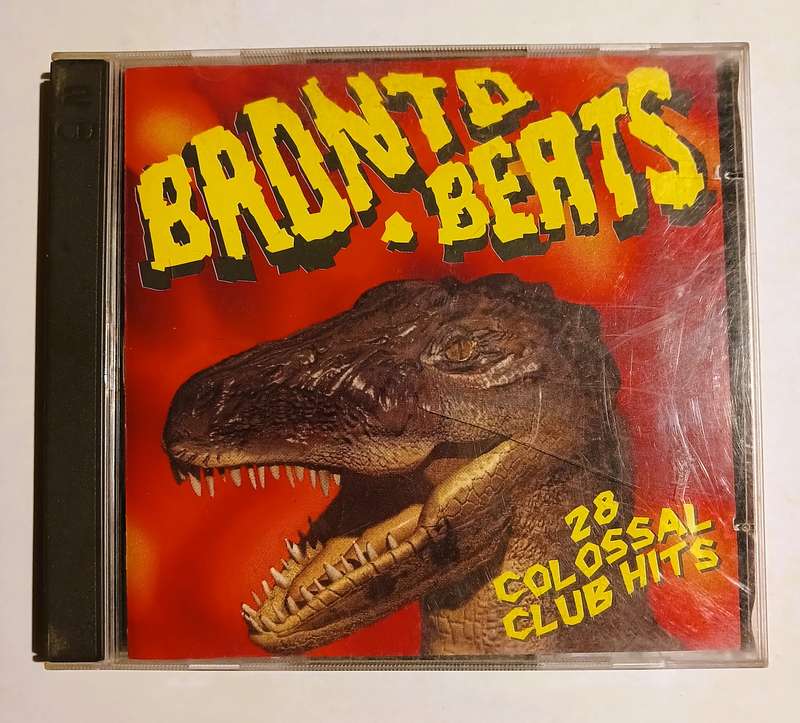 BRONTO
BEATS
28
COLOSSAL
CLUB HITS